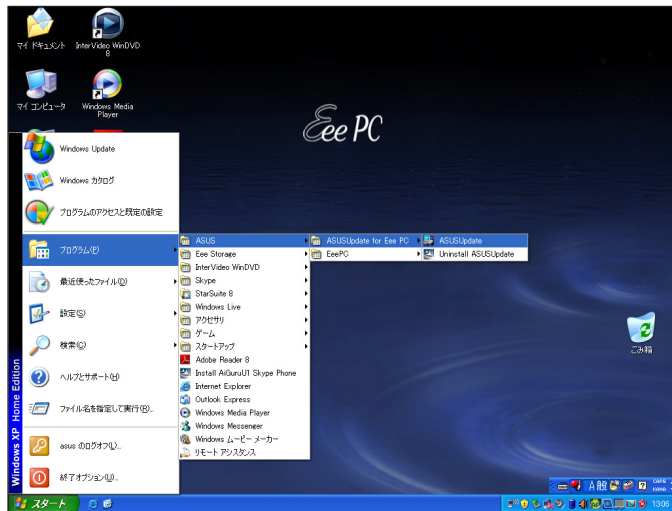 マイ ドキュメント
InterVideo WinDVD
8
マイ コンピュータ
Windows Media
Player
Eee PC
Windows Update
Windows カタログ
プログラムのアクセスと既定の設定
プログラム(P)
最近使ったファイル(D)
設定(S)
検索(C)
ヘルプとサポート(H)
ファイル名を指定して実行(R)...
asus のログオフ(L)...
終了オプション(U)...
Windows XP Home Edition
ASUS
Eee Storage
InterVideo WinDVD
Skype
StarSuite 8
Windows Live
アクセサリ
ゲーム
スタートアップ
Adobe Reader 8
Install AiGuruU1 Skype Phone
Internet Explorer
Outlook Express
Windows Media Player
Windows Messenger
Windows ムービー メーカー
リモート アシスタンス
ASUSUpdate for Eee PC
EeePC
ASUSUpdate
Uninstall ASUSUpdate
ごみ箱
A 般
CAPS
KANA
スタート
13:06